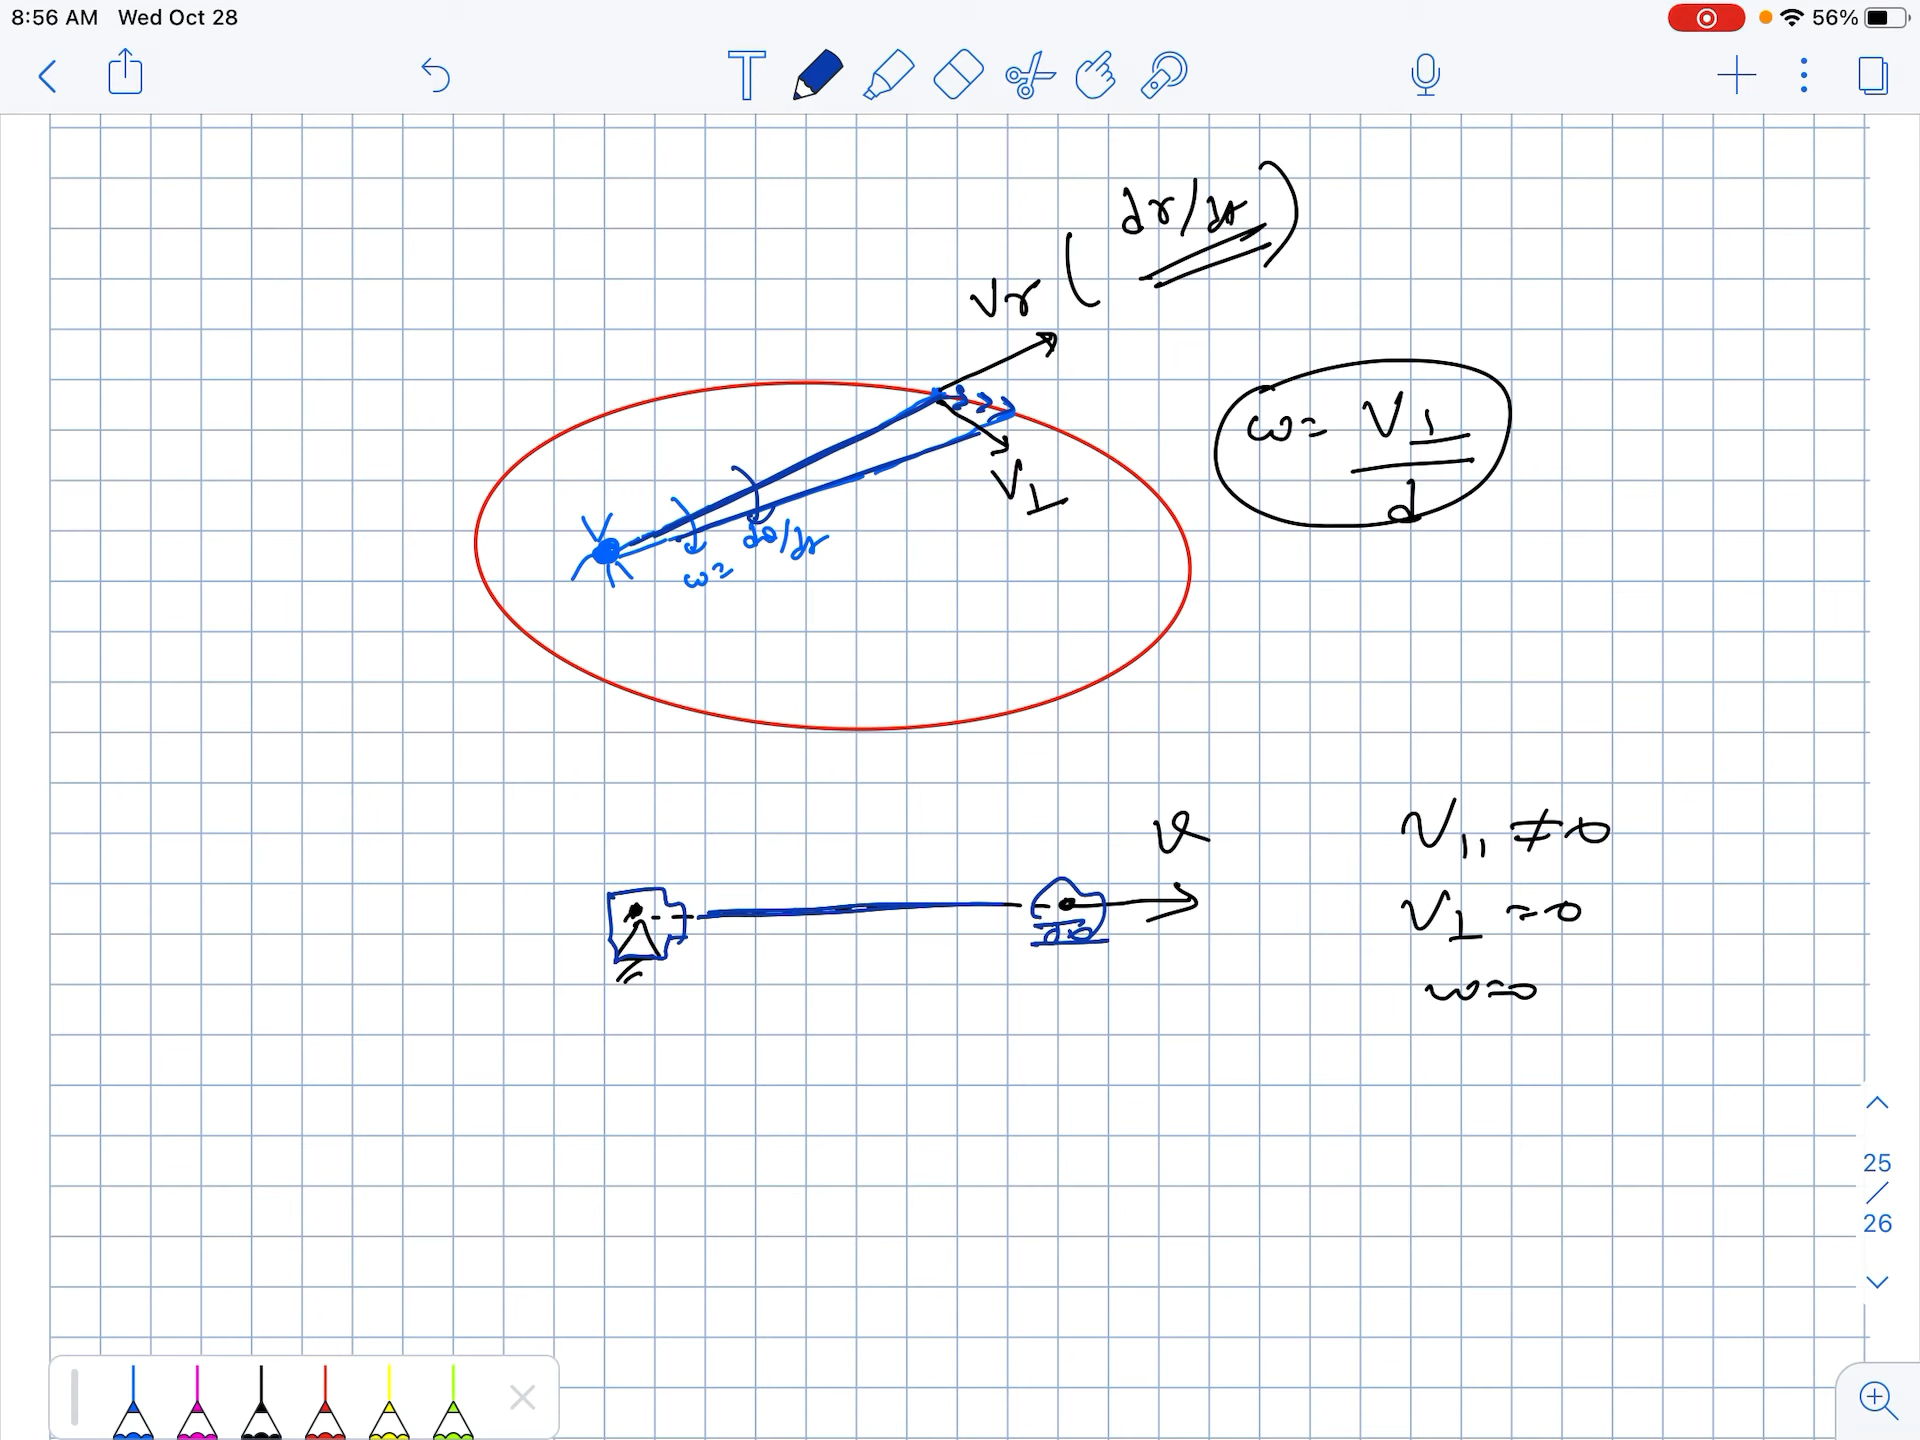 8:56 AM Wed Oct 28
56%
T
dr/dt
Vr
ω = V⊥
d
V⊥
dθ/dt
ω=
V
V∥ ≠ 0
V⊥ = 0
ω = 0
25
/
26